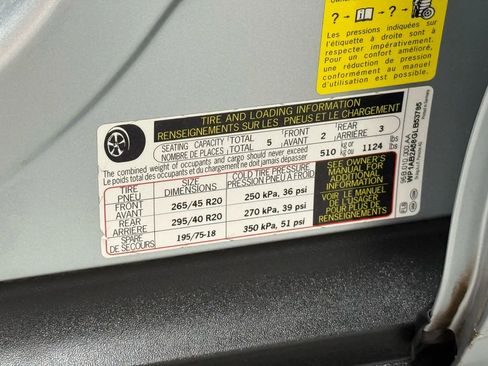 ? → i → ?
Les pressions indiquées sur
l'étiquette à droite sont à
respecter impérativement.
Pour un confort amélioré,
une réduction de pression
conformément au manuel
d'utilisation est possible.
TIRE AND LOADING INFORMATION
RENSEIGNEMENTS SUR LES PNEUS ET LE CHARGEMENT
SEATING CAPACITY TOTAL 5 FRONT 2 REAR 3
NOMBRE DE PLACES TOTAL AVANT ARRIÈRE
The combined weight of occupants and cargo should never exceed 510 kg or 1124 lbs
Le poids total des occupants et du chargement ne doit jamais dépasser kg ou lb
TIRE SIZE COLD TIRE PRESSURE
PNEU DIMENSIONS PRESSION PNEU À FROID
FRONT 265/45 R20 250 kPa, 36 psi
AVANT
REAR 295/40 R20 270 kPa, 39 psi
ARRIÈRE
SPARE 195/75-18 350 kPa, 51 psi
DE SECOURS
SEE OWNER'S
MANUAL FOR
ADDITIONAL
INFORMATION
VOIR LE MANUEL
DE L'USAGER
POUR PLUS DE
RENSEIGNEMENTS